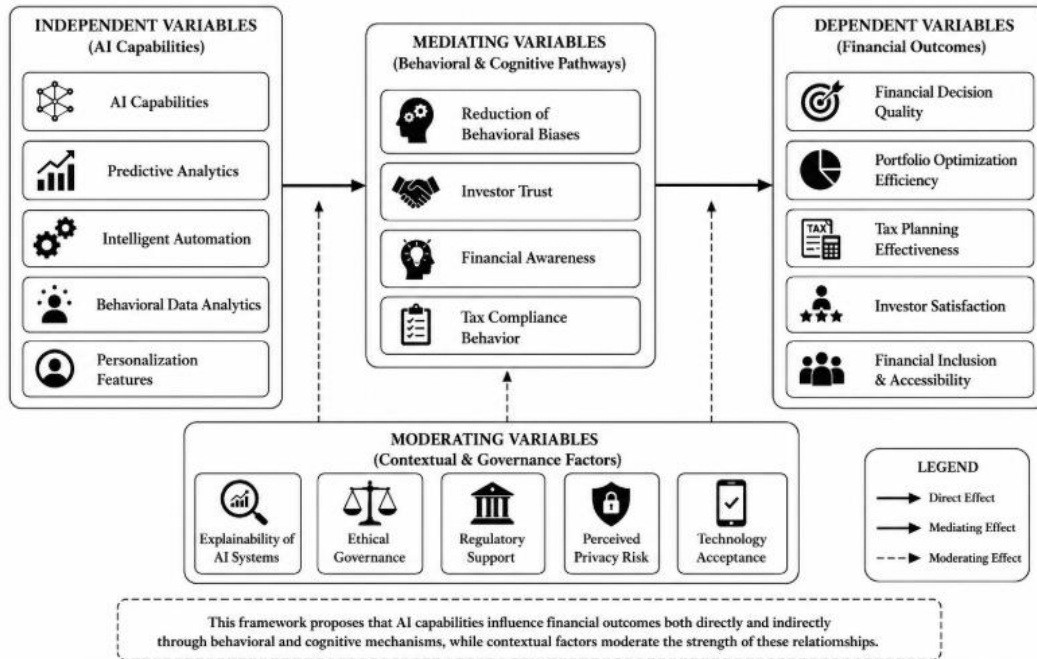 INDEPENDENT VARIABLES
(AI Capabilities)
AI Capabilities
Predictive Analytics
Intelligent Automation
Behavioral Data Analytics
Personalization
Features
MEDIATING VARIABLES
(Behavioral & Cognitive Pathways)
Reduction of
Behavioral Biases
Investor Trust
Financial Awareness
Tax Compliance
Behavior
DEPENDENT VARIABLES
(Financial Outcomes)
Financial Decision
Quality
Portfolio Optimization
Efficiency
TAX
Tax Planning
Effectiveness
Investor Satisfaction
Financial Inclusion
& Accessibility
MODERATING VARIABLES
(Contextual & Governance Factors)
Explainability of
AI Systems
Ethical
Governance
Regulatory
Support
Perceived
Privacy Risk
Technology
Acceptance
LEGEND
Direct Effect
Mediating Effect
Moderating Effect
This framework proposes that AI capabilities influence financial outcomes both directly and indirectly
through behavioral and cognitive mechanisms, while contextual factors moderate the strength of these relationships.